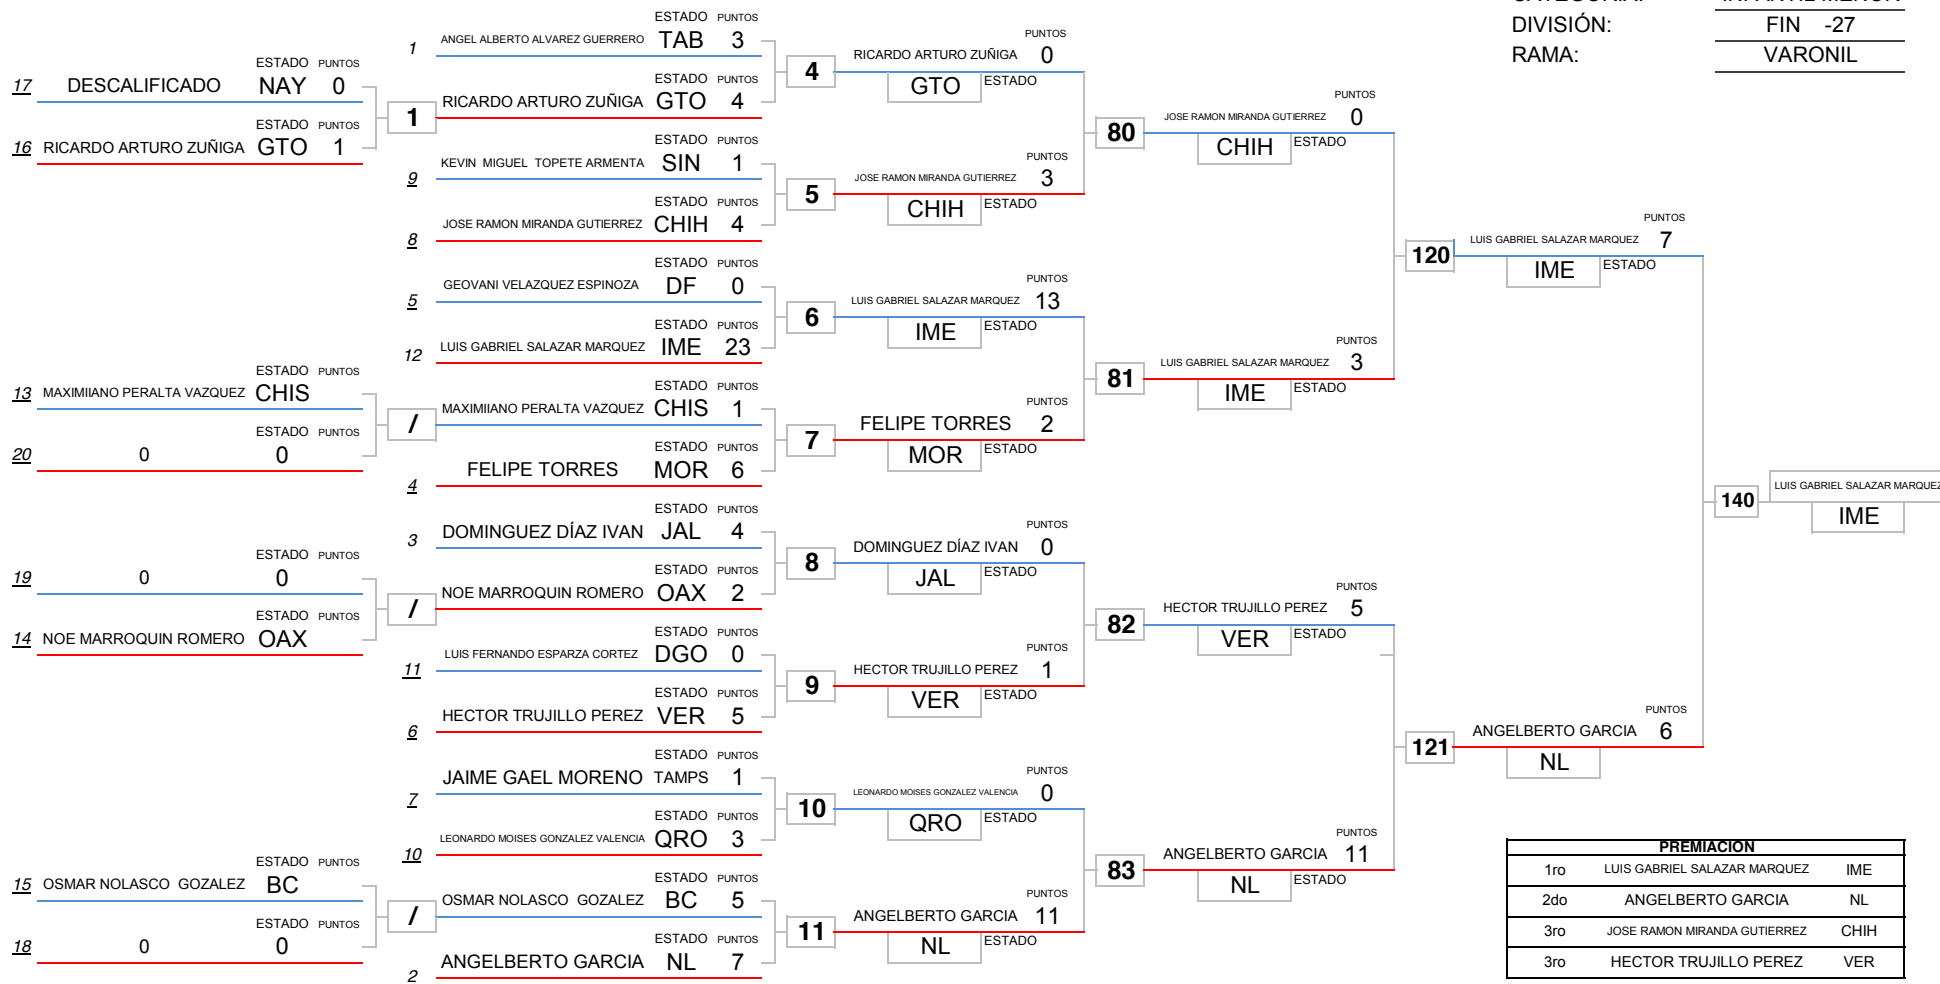 DIVISIÓN: FIN -27
RAMA: VARONIL
ESTADO PUNTOS
1 ANGEL ALBERTO ALVAREZ GUERRERO TAB 3
ESTADO PUNTOS
17 DESCALIFICADO NAY 0
ESTADO PUNTOS
RICARDO ARTURO ZUÑIGA GTO 4
1
ESTADO PUNTOS
16 RICARDO ARTURO ZUÑIGA GTO 1
ESTADO PUNTOS
9 KEVIN MIGUEL TOPETE ARMENTA SIN 1
ESTADO PUNTOS
8 JOSE RAMON MIRANDA GUTIERREZ CHIH 4
ESTADO PUNTOS
5 GEOVANI VELAZQUEZ ESPINOZA DF 0
ESTADO PUNTOS
12 LUIS GABRIEL SALAZAR MARQUEZ IME 23
ESTADO PUNTOS
13 MAXIMIIANO PERALTA VAZQUEZ CHIS
ESTADO PUNTOS
MAXIMIIANO PERALTA VAZQUEZ CHIS 1
/
ESTADO PUNTOS
20 0 0
ESTADO PUNTOS
4 FELIPE TORRES MOR 6
ESTADO PUNTOS
3 DOMINGUEZ DÍAZ IVAN JAL 4
ESTADO PUNTOS
19 0 0
ESTADO PUNTOS
NOE MARROQUIN ROMERO OAX 2
/
ESTADO PUNTOS
14 NOE MARROQUIN ROMERO OAX
ESTADO PUNTOS
11 LUIS FERNANDO ESPARZA CORTEZ DGO 0
ESTADO PUNTOS
6 HECTOR TRUJILLO PEREZ VER 5
ESTADO PUNTOS
7 JAIME GAEL MORENO TAMPS 1
ESTADO PUNTOS
10 LEONARDO MOISES GONZALEZ VALENCIA QRO 3
ESTADO PUNTOS
15 OSMAR NOLASCO GOZALEZ BC
ESTADO PUNTOS
OSMAR NOLASCO GOZALEZ BC 5
/
ESTADO PUNTOS
18 0 0
ESTADO PUNTOS
2 ANGELBERTO GARCIA NL 7
PUNTOS
4 RICARDO ARTURO ZUÑIGA 0
GTO ESTADO
PUNTOS
5 JOSE RAMON MIRANDA GUTIERREZ 3
CHIH ESTADO
PUNTOS
6 LUIS GABRIEL SALAZAR MARQUEZ 13
IME ESTADO
PUNTOS
7 FELIPE TORRES 2
MOR ESTADO
PUNTOS
8 DOMINGUEZ DÍAZ IVAN 0
JAL ESTADO
PUNTOS
9 HECTOR TRUJILLO PEREZ 1
VER ESTADO
PUNTOS
10 LEONARDO MOISES GONZALEZ VALENCIA 0
QRO ESTADO
PUNTOS
11 ANGELBERTO GARCIA 11
NL ESTADO
PUNTOS
80 JOSE RAMON MIRANDA GUTIERREZ 0
CHIH ESTADO
PUNTOS
81 LUIS GABRIEL SALAZAR MARQUEZ 3
IME ESTADO
PUNTOS
82 HECTOR TRUJILLO PEREZ 5
VER ESTADO
PUNTOS
83 ANGELBERTO GARCIA 11
NL ESTADO
PUNTOS
120 LUIS GABRIEL SALAZAR MARQUEZ 7
IME ESTADO
PUNTOS
121 ANGELBERTO GARCIA 6
NL
140 LUIS GABRIEL SALAZAR MARQUEZ
IME
PREMIACION
1ro LUIS GABRIEL SALAZAR MARQUEZ IME
2do ANGELBERTO GARCIA NL
3ro JOSE RAMON MIRANDA GUTIERREZ CHIH
3ro HECTOR TRUJILLO PEREZ VER